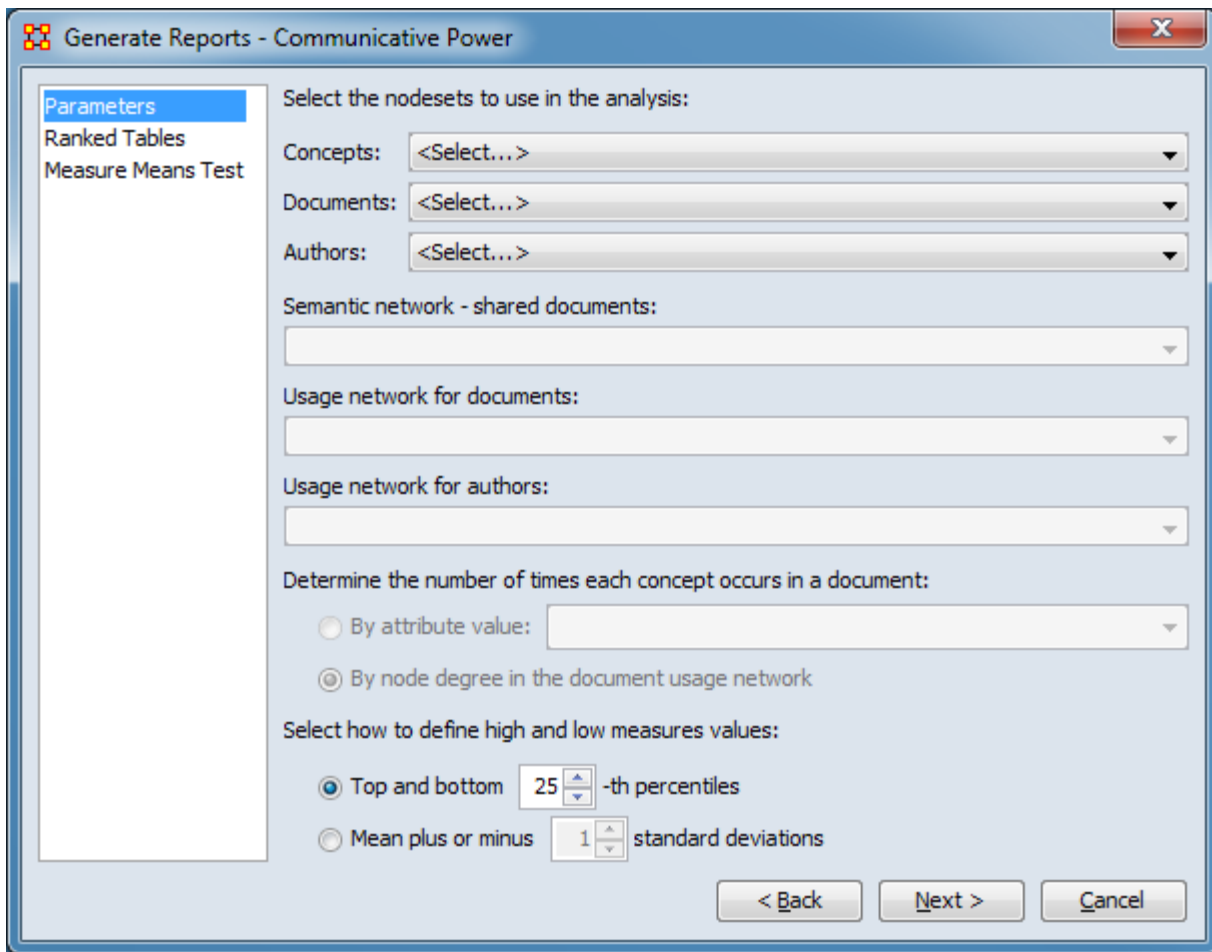 Generate Reports - Communicative Power
Parameters
Ranked Tables
Measure Means Test
Select the nodesets to use in the analysis:
Concepts: <Select...>
Documents: <Select...>
Authors: <Select...>
Semantic network - shared documents:
Usage network for documents:
Usage network for authors:
Determine the number of times each concept occurs in a document:
By attribute value:
By node degree in the document usage network
Select how to define high and low measures values:
Top and bottom 25 -th percentiles
Mean plus or minus 1 standard deviations
< Back Next > Cancel